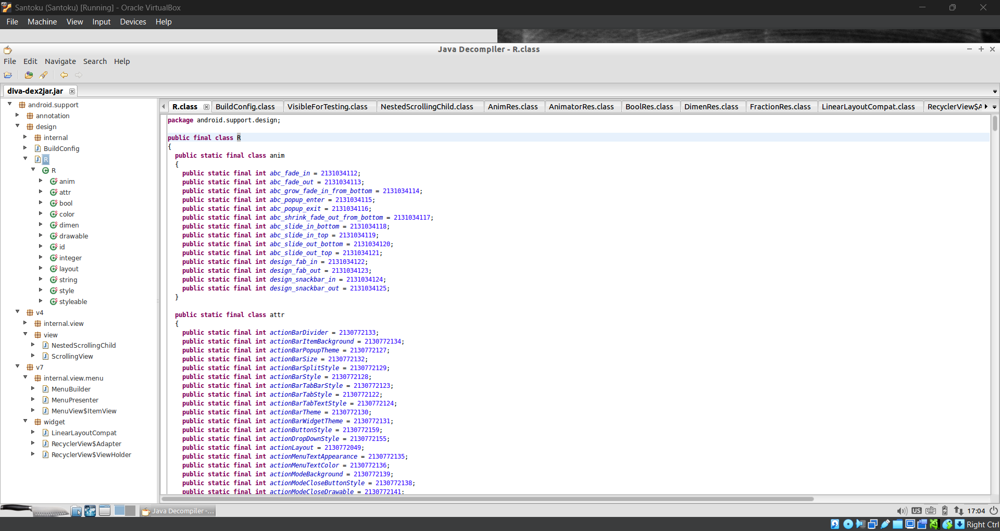 Santoku (Santoku) [Running] - Oracle VirtualBox
File Machine View Input Devices Help
Java Decompiler - R.class
File Edit Navigate Search Help
diva-dex2jar.jar
android.support
annotation
design
internal
BuildConfig
R
R
anim
attr
bool
color
dimen
drawable
id
integer
layout
string
style
styleable
v4
internal.view
view
NestedScrollingChild
ScrollingView
v7
internal.view.menu
MenuBuilder
MenuPresenter
MenuView$ItemView
widget
LinearLayoutCompat
RecyclerView$Adapter
RecyclerView$ViewHolder
R.class BuildConfig.class VisibleForTesting.class NestedScrollingChild.class AnimRes.class AnimatorRes.class BoolRes.class DimenRes.class FractionRes.class LinearLayoutCompat.class RecyclerView$A
package android.support.design;
public final class R
{
public static final class anim
{
public static final int abc_fade_in = 2131034112;
public static final int abc_fade_out = 2131034113;
public static final int abc_grow_fade_in_from_bottom = 2131034114;
public static final int abc_popup_enter = 2131034115;
public static final int abc_popup_exit = 2131034116;
public static final int abc_shrink_fade_out_from_bottom = 2131034117;
public static final int abc_slide_in_bottom = 2131034118;
public static final int abc_slide_in_top = 2131034119;
public static final int abc_slide_out_bottom = 2131034120;
public static final int abc_slide_out_top = 2131034121;
public static final int design_fab_in = 2131034122;
public static final int design_fab_out = 2131034123;
public static final int design_snackbar_in = 2131034124;
public static final int design_snackbar_out = 2131034125;
}
public static final class attr
{
public static final int actionBarDivider = 2130772133;
public static final int actionBarItemBackground = 2130772134;
public static final int actionBarPopupTheme = 2130772127;
public static final int actionBarSize = 2130772132;
public static final int actionBarSplitStyle = 2130772129;
public static final int actionBarStyle = 2130772128;
public static final int actionBarTabBarStyle = 2130772123;
public static final int actionBarTabStyle = 2130772122;
public static final int actionBarTabTextStyle = 2130772124;
public static final int actionBarTheme = 2130772130;
public static final int actionBarWidgetTheme = 2130772131;
public static final int actionButtonStyle = 2130772159;
public static final int actionDropDownStyle = 2130772155;
public static final int actionLayout = 2130772049;
public static final int actionMenuTextAppearance = 2130772135;
public static final int actionMenuTextColor = 2130772136;
public static final int actionModeBackground = 2130772139;
public static final int actionModeCloseButtonStyle = 2130772138;
public static final int actionModeCloseDrawable = 2130772141;
Java Decompiler -...
US
17:04
Right Ctrl